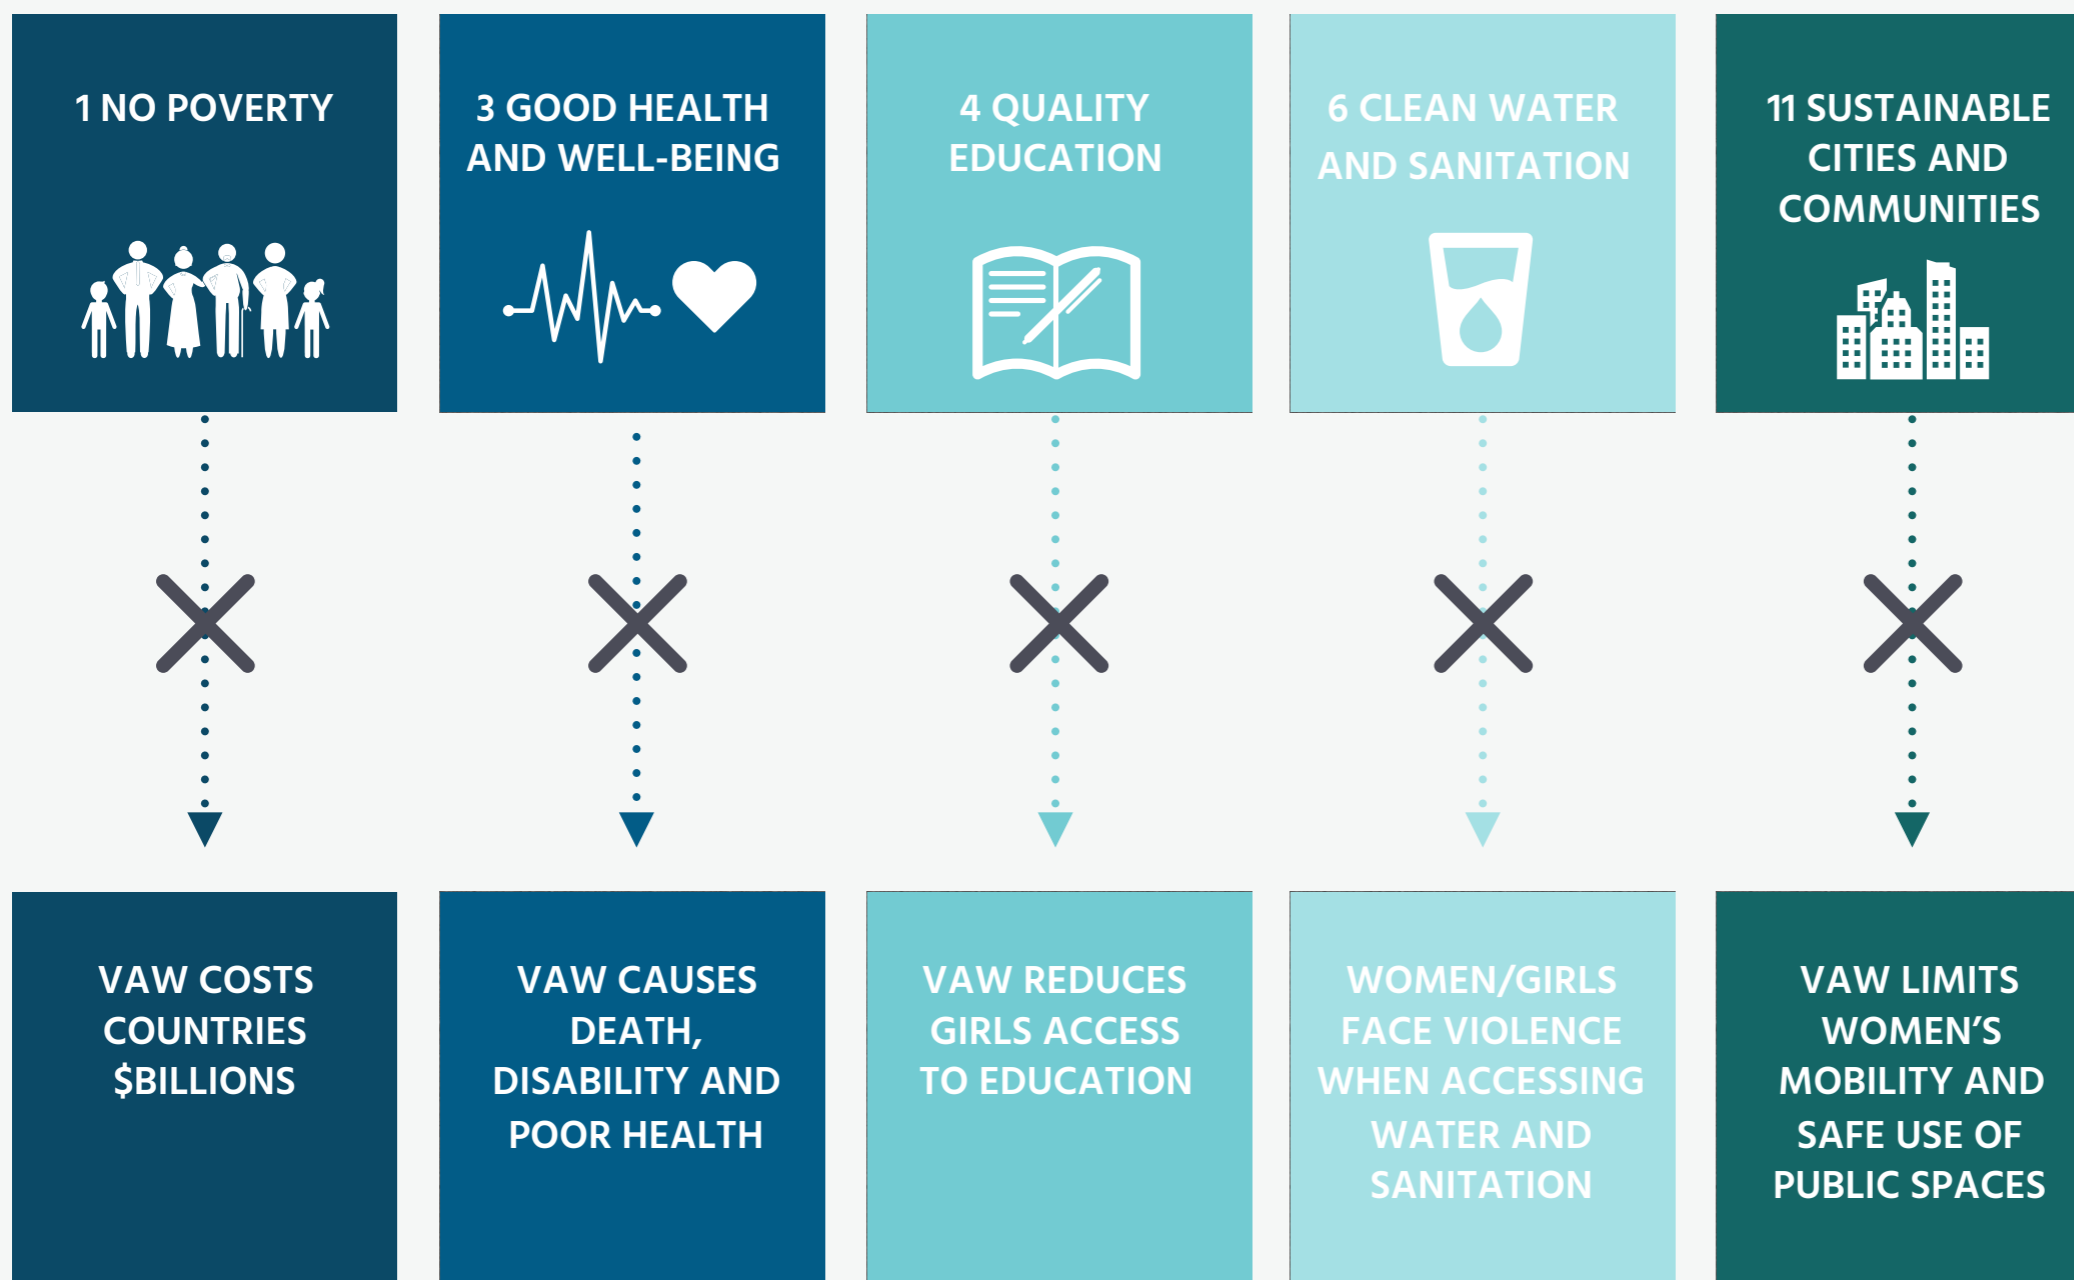 1 NO POVERTY
3 GOOD HEALTH
AND WELL-BEING
4 QUALITY
EDUCATION
6 CLEAN WATER
AND SANITATION
11 SUSTAINABLE
CITIES AND
COMMUNITIES
VAW COSTS
COUNTRIES
$BILLIONS
VAW CAUSES
DEATH,
DISABILITY AND
POOR HEALTH
VAW REDUCES
GIRLS ACCESS
TO EDUCATION
WOMEN/GIRLS
FACE VIOLENCE
WHEN ACCESSING
WATER AND
SANITATION
VAW LIMITS
WOMEN’S
MOBILITY AND
SAFE USE OF
PUBLIC SPACES